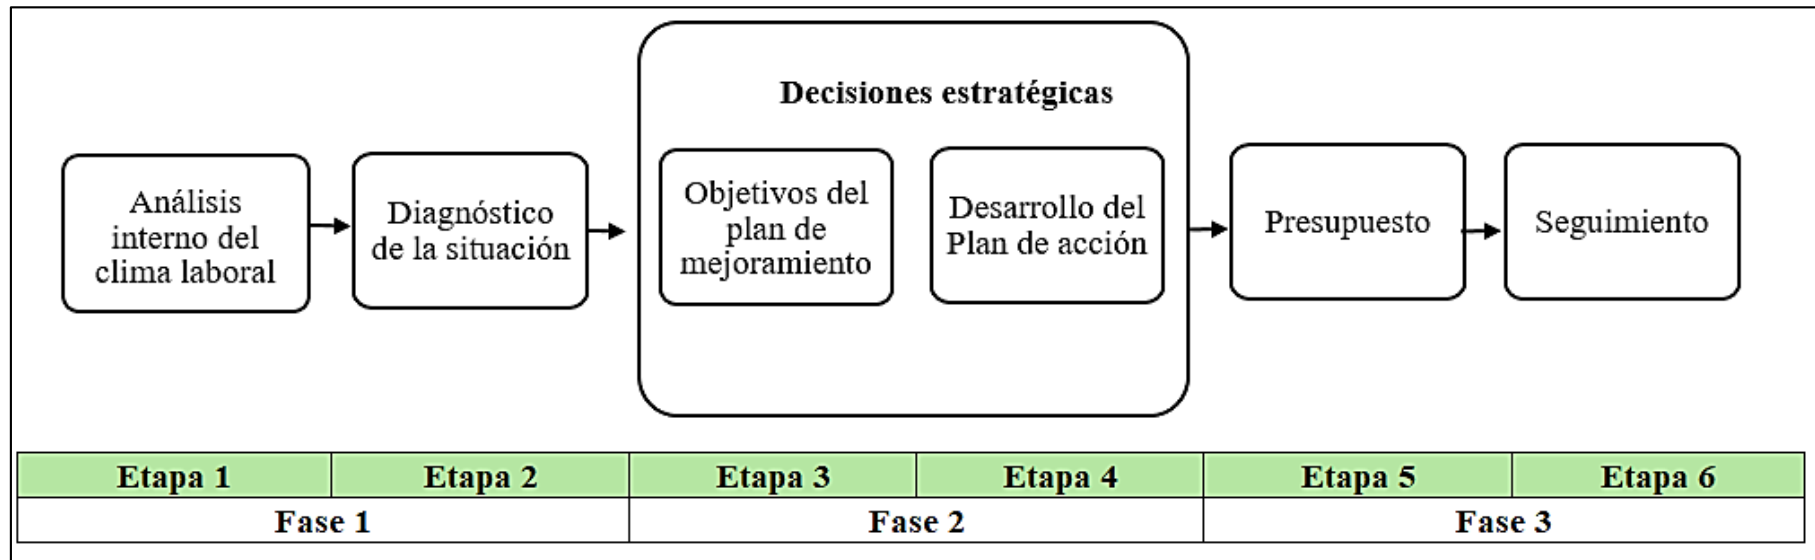 Decisiones estratégicas
Análisis
interno del
clima laboral
Diagnóstico
de la situación
Objetivos del
plan de
mejoramiento
Desarrollo del
Plan de acción
Presupuesto
Seguimiento
Etapa 1
Etapa 2
Etapa 3
Etapa 4
Etapa 5
Etapa 6
Fase 1
Fase 2
Fase 3